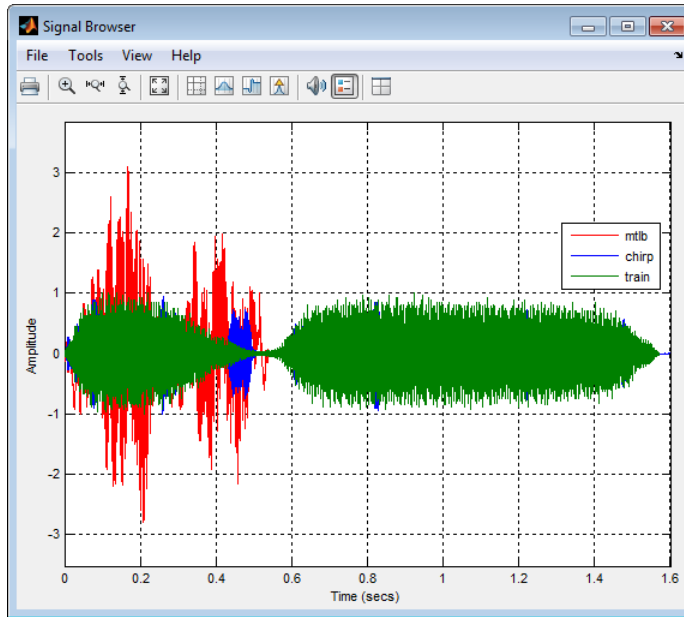 Signal Browser
File Tools View Help
3
2
1
0
-1
-2
-3
Amplitude
mtlb
chirp
train
0 0.2 0.4 0.6 0.8 1 1.2 1.4 1.6
Time (secs)